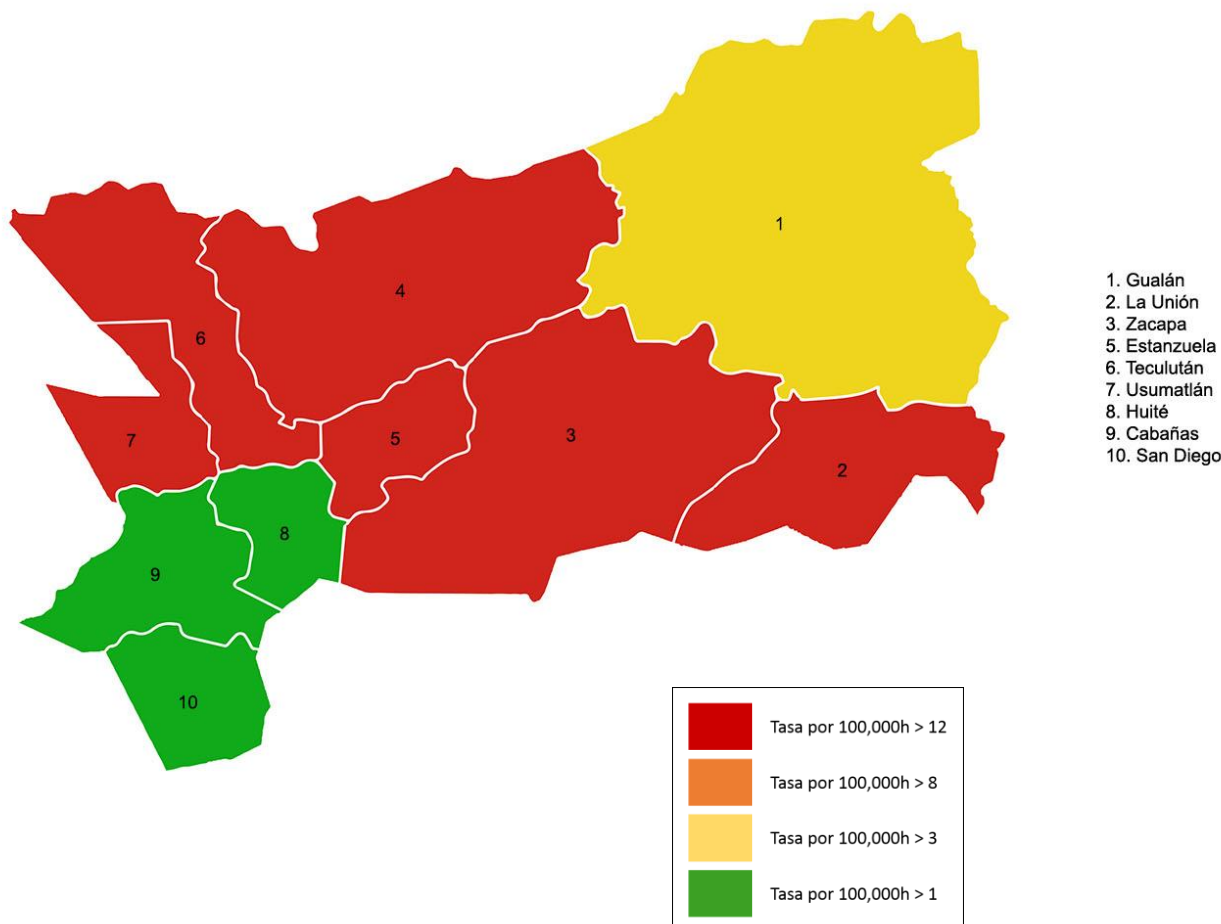 1
4
6
5
3
7
2
8
9
10
1. Gualán
2. La Unión
3. Zacapa
5. Estanzuela
6. Teculután
7. Usumatlán
8. Huité
9. Cabañas
10. San Diego
Tasa por 100,000h > 12
Tasa por 100,000h > 8
Tasa por 100,000h > 3
Tasa por 100,000h > 1